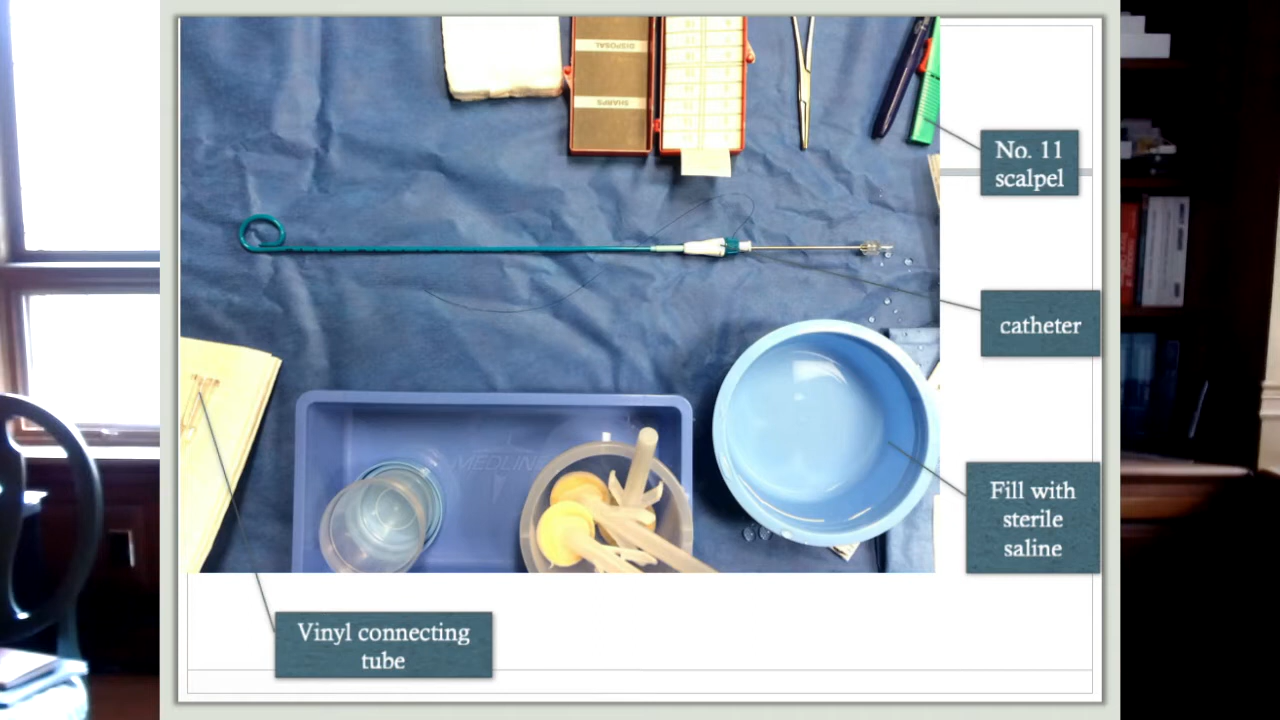 DISPOSAL
SHARPS
No. 11
scalpel
catheter
MEDLINE
Fill with
sterile
saline
Vinyl connecting
tube